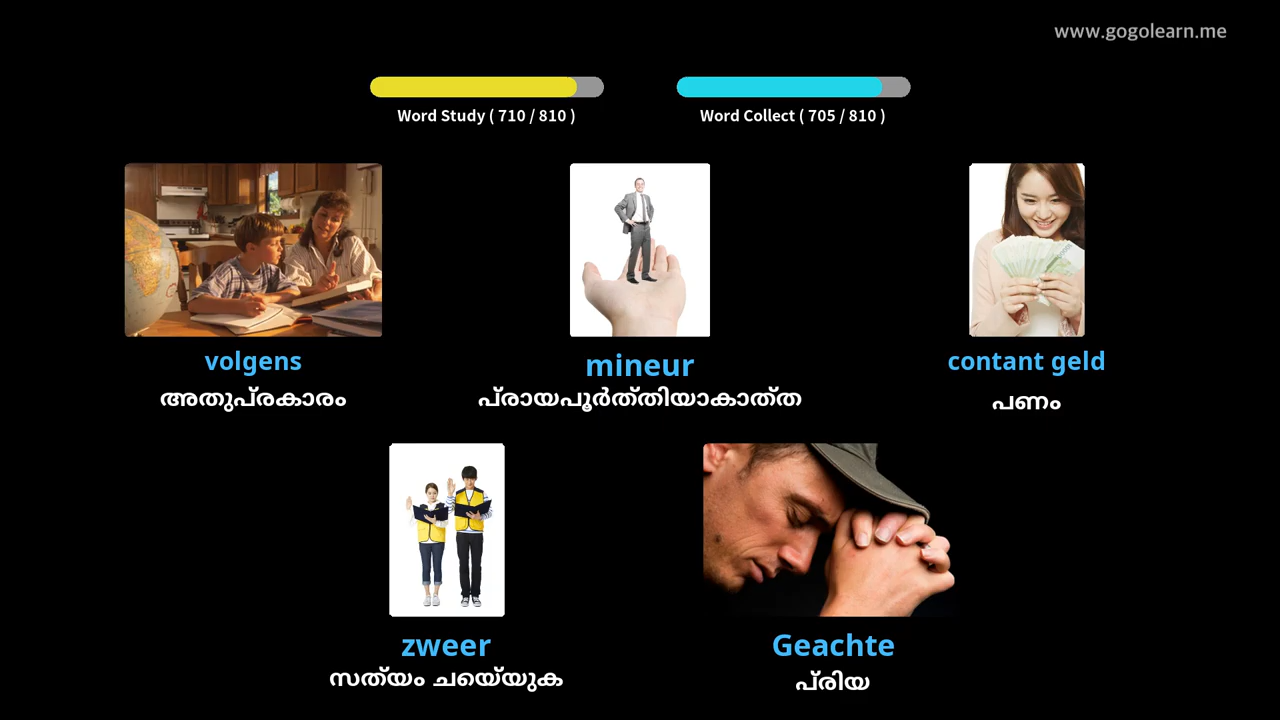 www.gogolearn.me
Word Study ( 710 / 810 )
Word Collect ( 705 / 810 )
volgens
mineur
contant geld
അതുപ്രകാരം
പ്രായപൂർത്തിയാകാത്ത
പണം
zweer
Geachte
സത്യം ചയെ്യുക
പ്രിയ